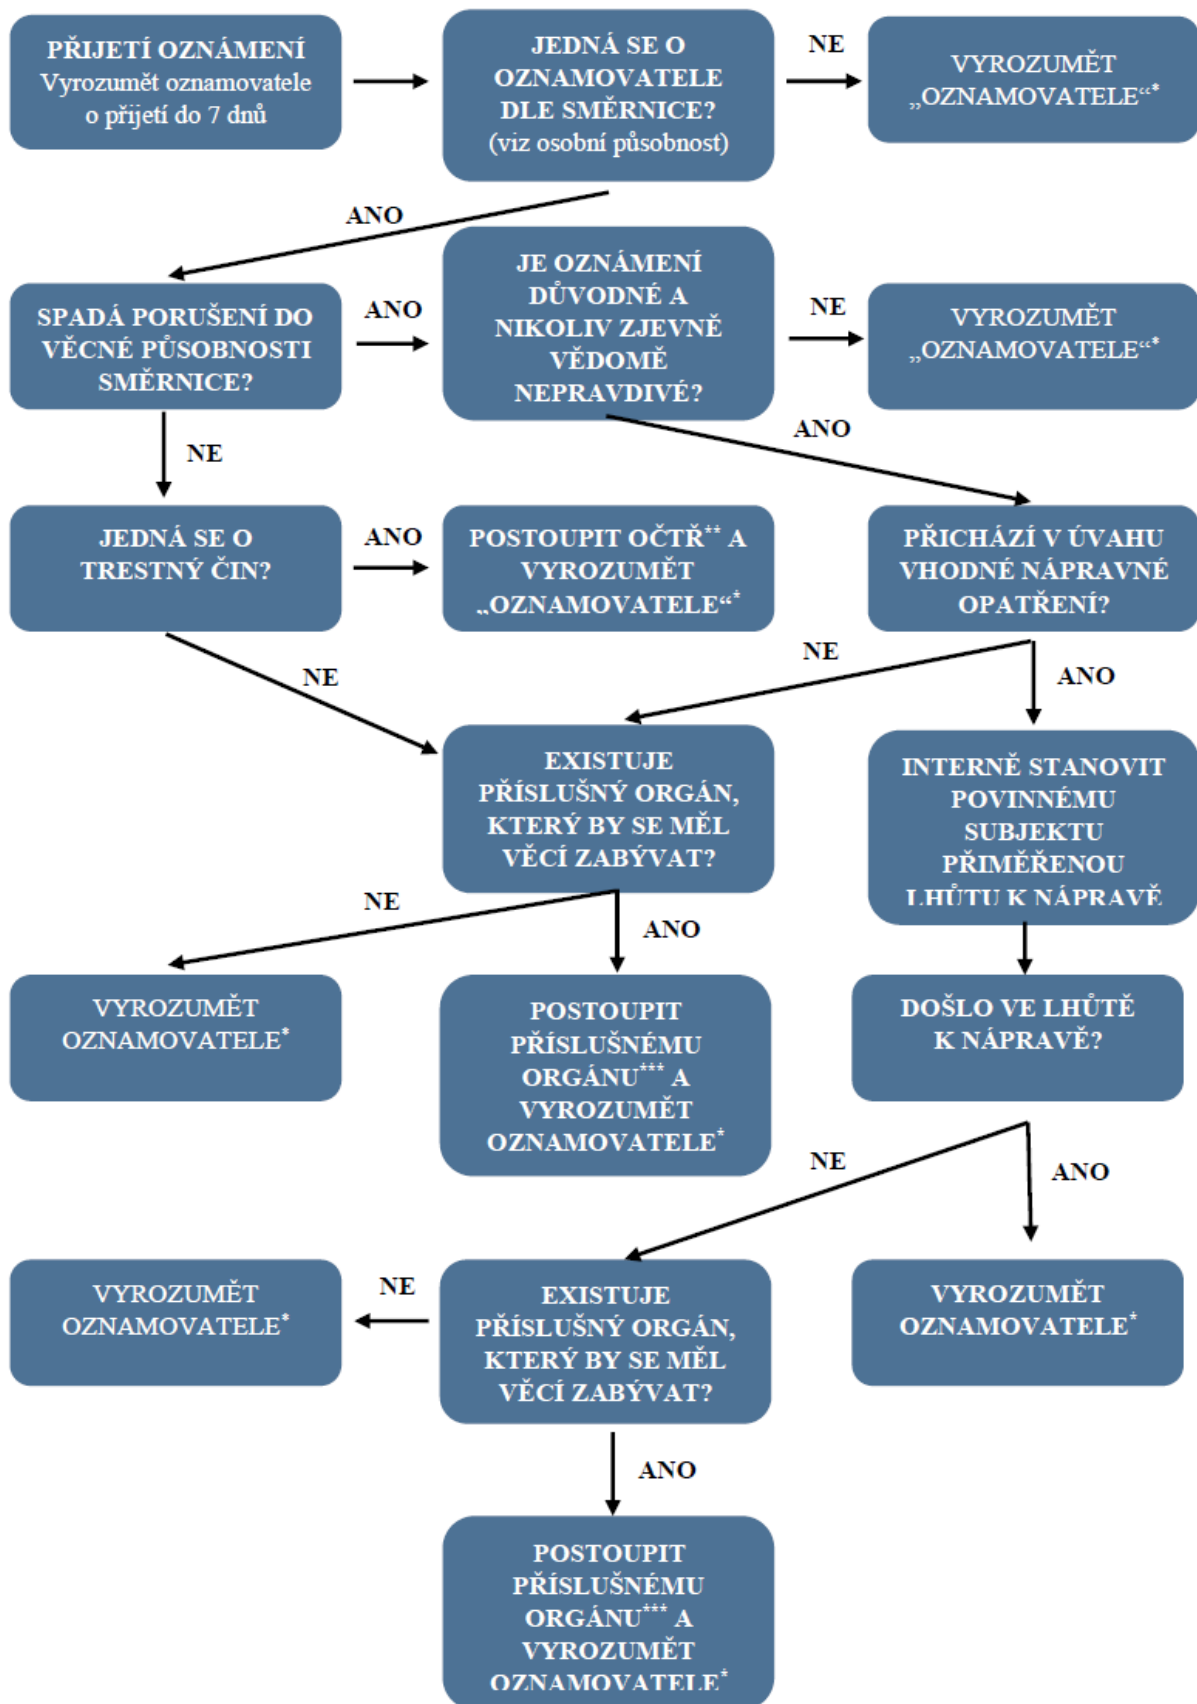 PŘIJETÍ OZNÁMENÍ
Vyrozumět oznamovatele
o přijetí do 7 dnů
JEDNÁ SE O
OZNAMOVATELE
DLE SMĚRNICE?
(viz osobní působnost)
NE
VYROZUMĚT
„OZNAMOVATELE“*
ANO
SPADÁ PORUŠENÍ DO
VĚCNÉ PŮSOBNOSTI
SMĚRNICE?
ANO
JE OZNÁMENÍ
DŮVODNÉ A
NIKOLIV ZJEVNĚ
VĚDOMĚ
NEPRAVDIVÉ?
NE
VYROZUMĚT
„OZNAMOVATELE“*
NE
ANO
JEDNÁ SE O
TRESTNÝ ČIN?
ANO
POSTOUPIT OČTŘ** A
VYROZUMĚT
„OZNAMOVATELE“*
PŘICHÁZÍ V ÚVAHU
VHODNÉ NÁPRAVNÉ
OPATŘENÍ?
NE
NE
ANO
EXISTUJE
PŘÍSLUŠNÝ ORGÁN,
KTERÝ BY SE MĚL
VĚCÍ ZABÝVAT?
INTERNĚ STANOVIT
POVINNÉMU
SUBJEKTU
PŘIMĚŘENOU
LHŮTU K NÁPRAVĚ
NE
ANO
VYROZUMĚT
OZNAMOVATELE*
POSTOUPIT
PŘÍSLUŠNÉMU
ORGÁNU*** A
VYROZUMĚT
OZNAMOVATELE*
DOŠLO VE LHŮTĚ
K NÁPRAVĚ?
NE
ANO
VYROZUMĚT
OZNAMOVATELE*
NE
EXISTUJE
PŘÍSLUŠNÝ ORGÁN,
KTERÝ BY SE MĚL
VĚCÍ ZABÝVAT?
VYROZUMĚT
OZNAMOVATELE*
ANO
POSTOUPIT
PŘÍSLUŠNÉMU
ORGÁNU*** A
VYROZUMĚT
OZNAMOVATELE*